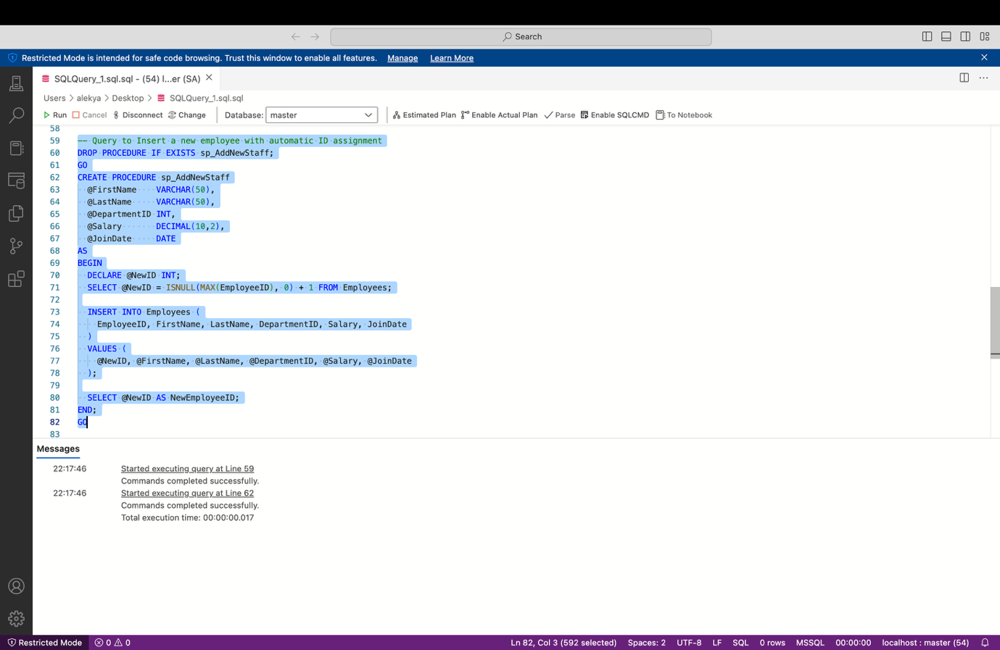 Search
Restricted Mode is intended for safe code browsing. Trust this window to enable all features. Manage Learn More
SQLQuery_1.sql.sql - (54) l...er (SA)
Users > alekya > Desktop > SQLQuery_1.sql.sql
Run Cancel Disconnect Change Database: master Estimated Plan Enable Actual Plan Parse Enable SQLCMD To Notebook
58
59 -- Query to Insert a new employee with automatic ID assignment
60 DROP PROCEDURE IF EXISTS sp_AddNewStaff;
61 GO
62 CREATE PROCEDURE sp_AddNewStaff
63 @FirstName VARCHAR(50),
64 @LastName VARCHAR(50),
65 @DepartmentID INT,
66 @Salary DECIMAL(10,2),
67 @JoinDate DATE
68 AS
69 BEGIN
70 DECLARE @NewID INT;
71 SELECT @NewID = ISNULL(MAX(EmployeeID), 0) + 1 FROM Employees;
72
73 INSERT INTO Employees (
74 EmployeeID, FirstName, LastName, DepartmentID, Salary, JoinDate
75 )
76 VALUES (
77 @NewID, @FirstName, @LastName, @DepartmentID, @Salary, @JoinDate
78 );
79
80 SELECT @NewID AS NewEmployeeID;
81 END;
82 GO
83
Messages
22:17:46 Started executing query at Line 59
Commands completed successfully.
22:17:46 Started executing query at Line 62
Commands completed successfully.
Total execution time: 00:00:00.017
Restricted Mode 0 0 Ln 82, Col 3 (592 selected) Spaces: 2 UTF-8 LF SQL 0 rows MSSQL 00:00:00 localhost : master (54)